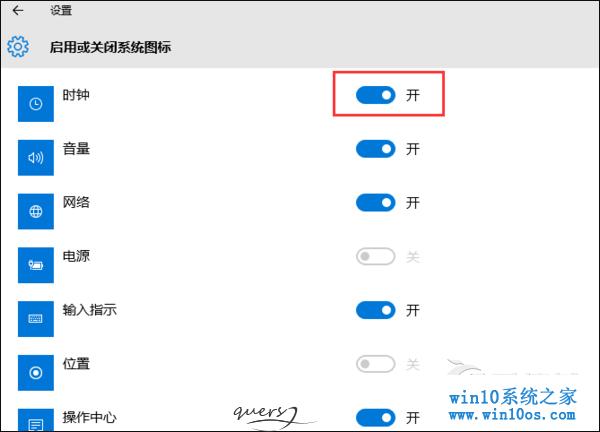 设置
启用或关闭系统图标
时钟 开
音量 开
网络 开
电源 关
输入指示 开
位置 关
操作中心 开
quers
win10系统之家
www.win10os.com